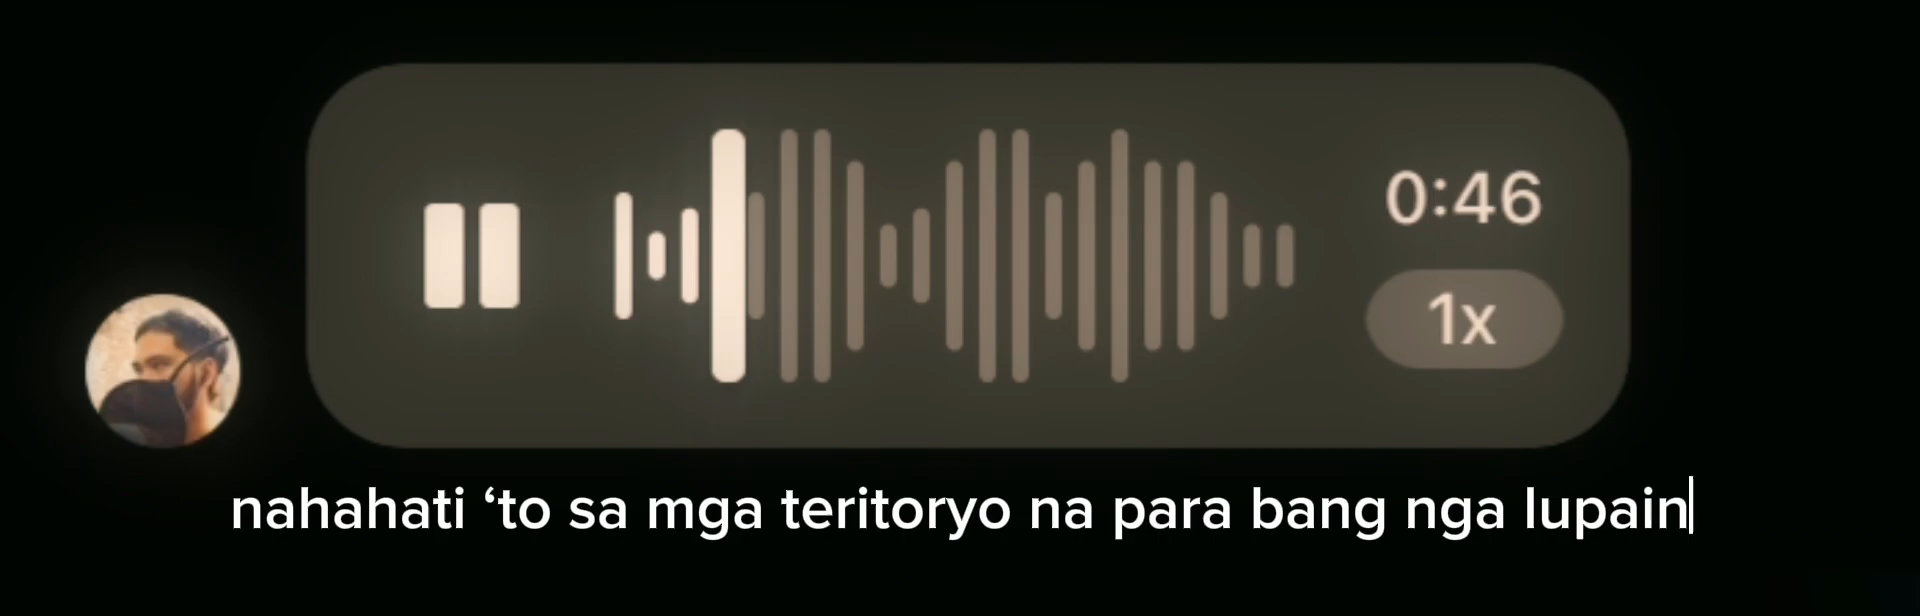 0:46
1x
nahahati ‘to sa mga teritoryo na para bang nga lupain